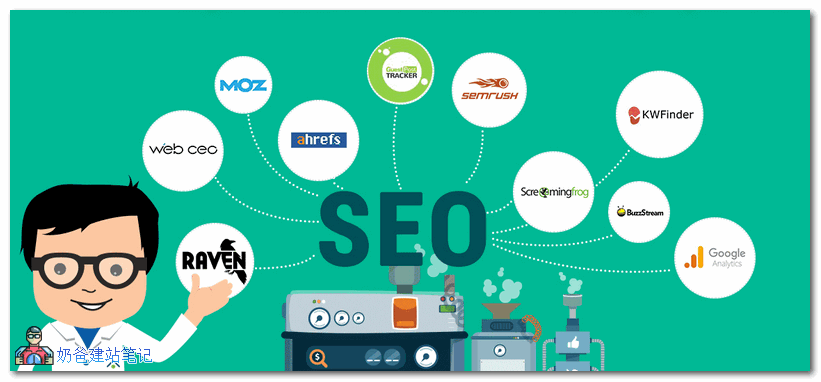 MOZ
GuestPost
TRACKER
SEMRUSH
KWFinder
WEB CEO
ahrefs
Screamingfrog
BuzzStream
SEO
RAVEN
Google
Analytics
奶爸建站笔记